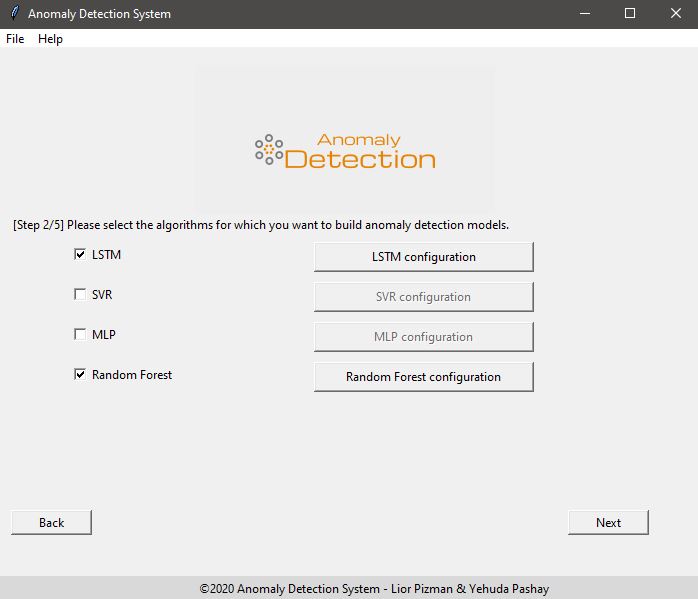 Anomaly Detection System
File Help
Anomaly
Detection
[Step 2/5] Please select the algorithms for which you want to build anomaly detection models.
LSTM LSTM configuration
SVR SVR configuration
MLP MLP configuration
Random Forest Random Forest configuration
Back Next
©2020 Anomaly Detection System - Lior Pizman & Yehuda Pashay